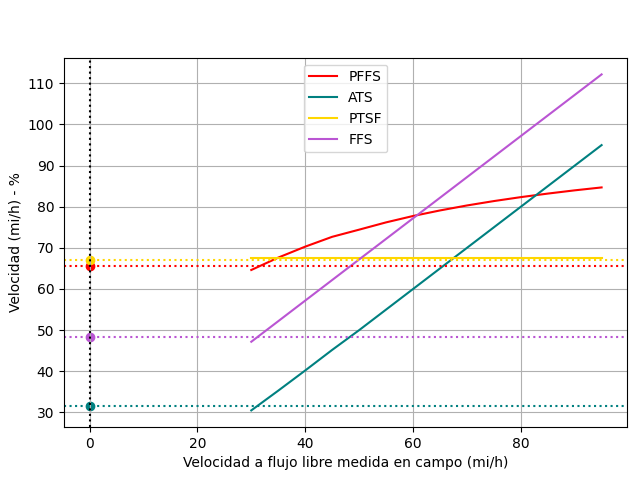 PFFS
ATS
PTSF
FFS
Velocidad (mi/h) - %
110
100
90
80
70
60
50
40
30
0 20 40 60 80
Velocidad a flujo libre medida en campo (mi/h)